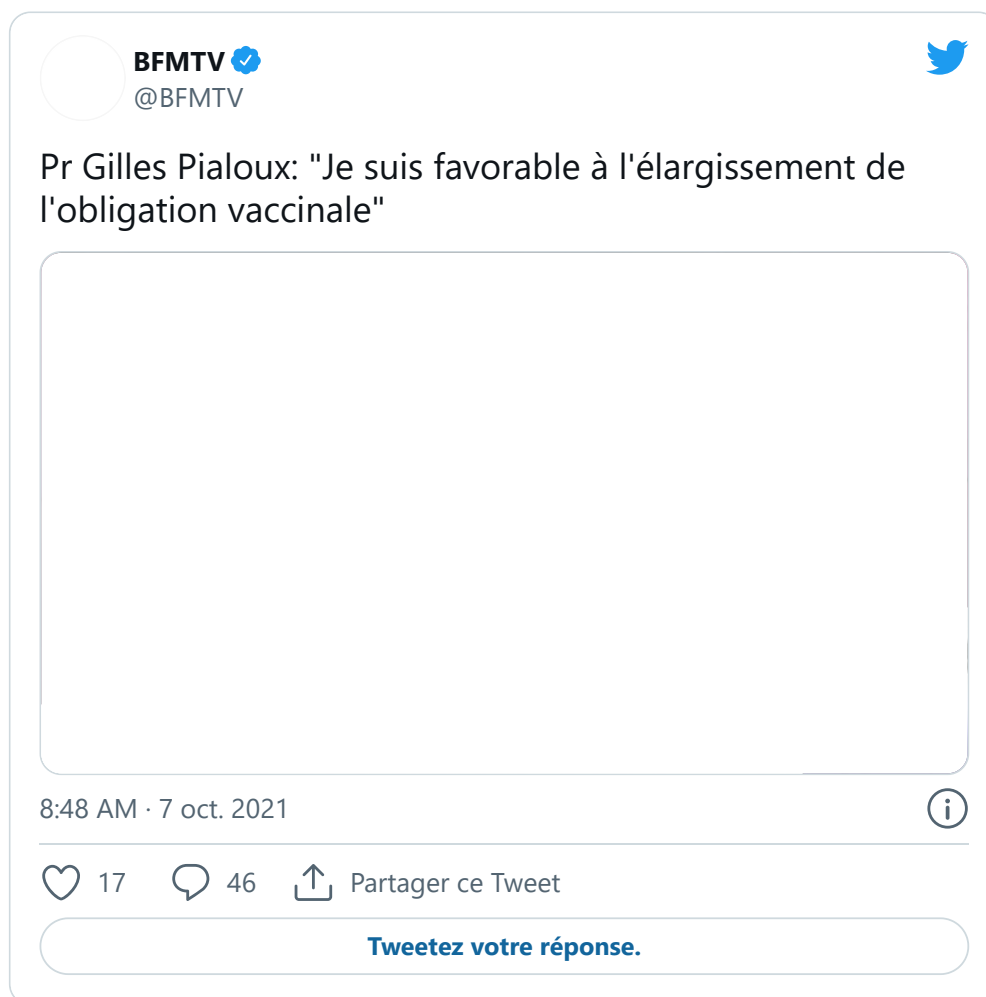 BFMTV
@BFMTV
Pr Gilles Pialoux: "Je suis favorable à l'élargissement de
l'obligation vaccinale"
8:48 AM · 7 oct. 2021
17 46 Partager ce Tweet
Tweetez votre réponse.